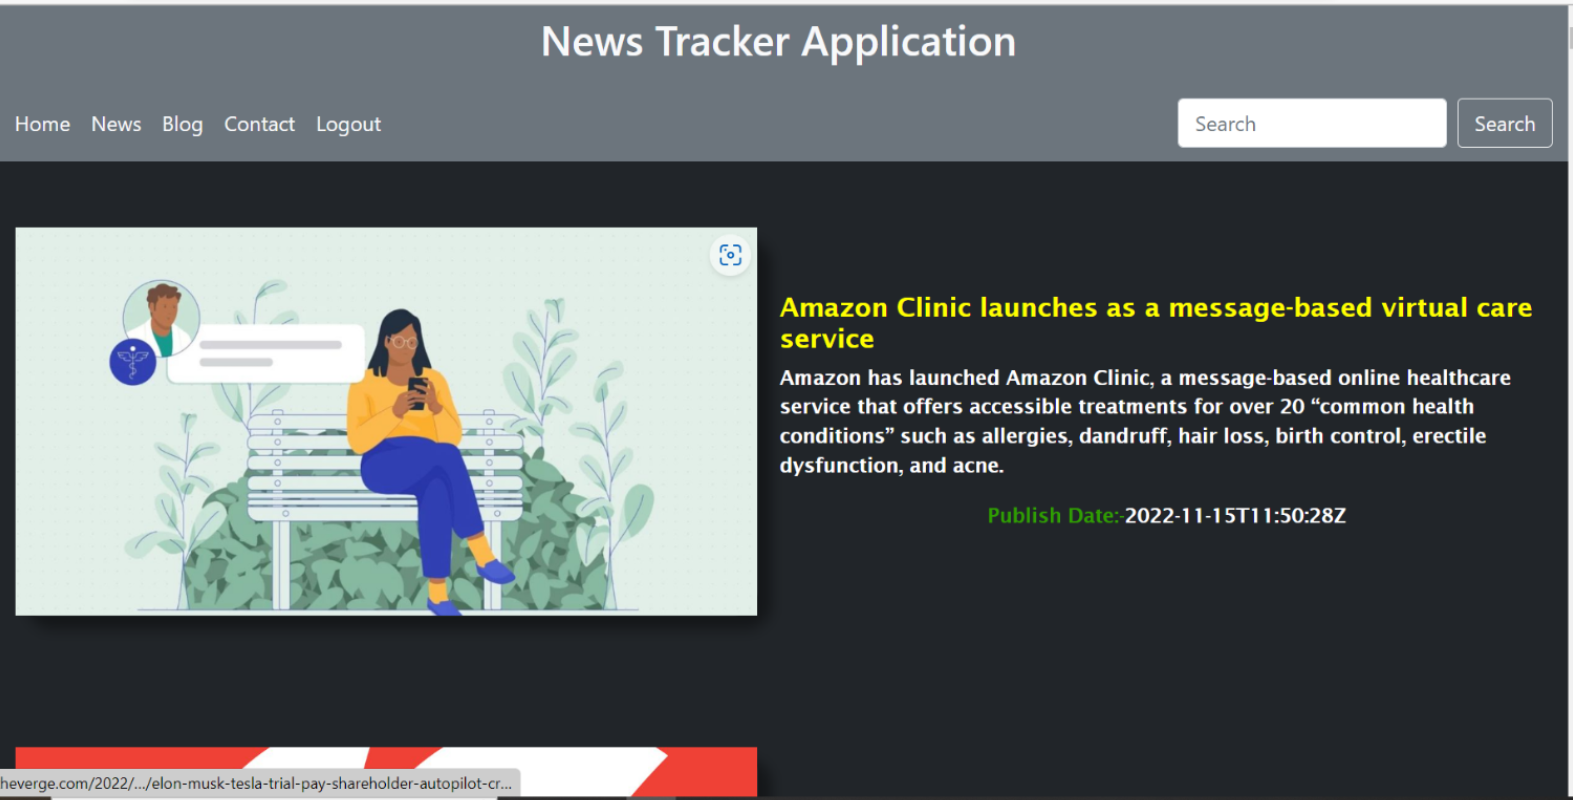 News Tracker Application
Home News Blog Contact Logout
Search
Search
Amazon Clinic launches as a message-based virtual care
service
Amazon has launched Amazon Clinic, a message-based online healthcare
service that offers accessible treatments for over 20 “common health
conditions” such as allergies, dandruff, hair loss, birth control, erectile
dysfunction, and acne.
Publish Date:-2022-11-15T11:50:28Z
heverge.com/2022/.../elon-musk-tesla-trial-pay-shareholder-autopilot-cr...